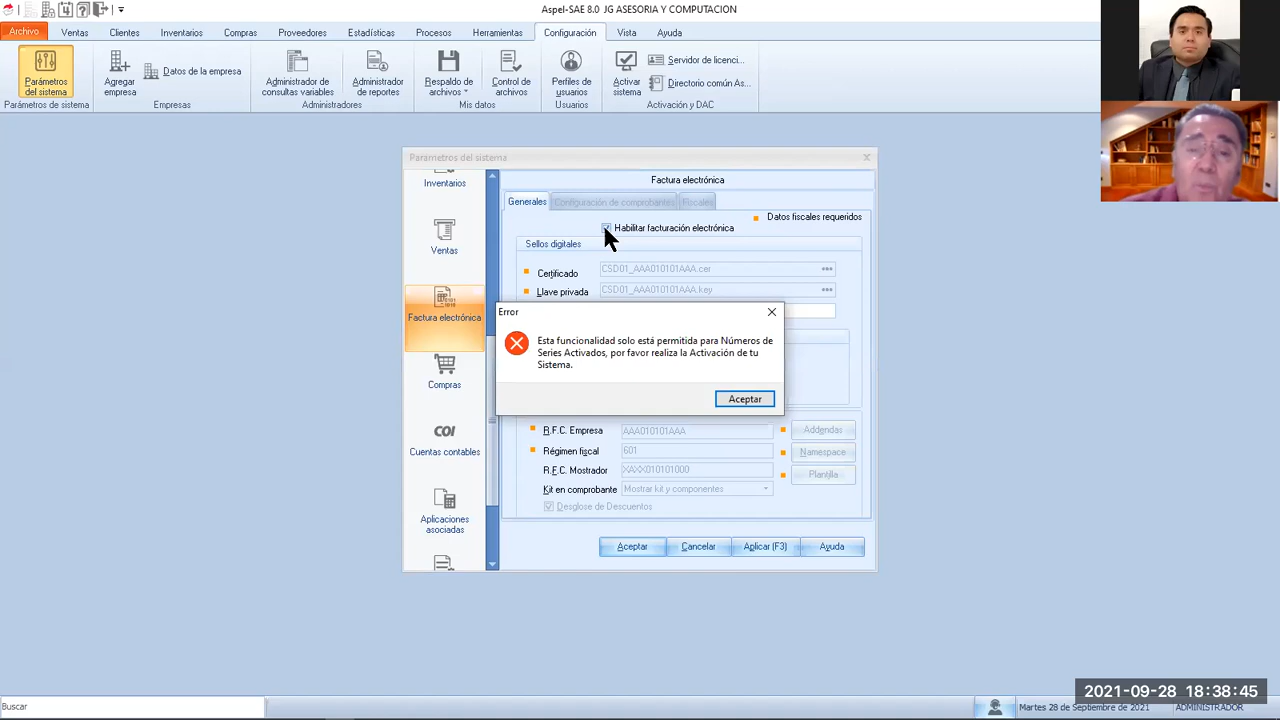 Aspel-SAE 8.0 JG ASESORIA Y COMPUTACION
Archivo Ventas Clientes Inventarios Compras Proveedores Estadísticas Procesos Herramientas Configuración Vista Ayuda
Parámetros del sistema
Agregar empresa
Datos de la empresa
Administrador de consultas variables
Administrador de reportes
Respaldo de archivos
Control de archivos
Perfiles de usuarios
Activar sistema
Servidor de licenci...
Directorio común As...
Parámetros de sistema Empresas Administradores Mis datos Usuarios Activación y DAC
Parametros del sistema
Inventarios
Ventas
Factura electrónica
Compras
COI
Cuentas contables
Aplicaciones
asociadas
Factura electrónica
Generales Configuración de comprobantes Fiscales
Datos fiscales requeridos
Habilitar facturación electrónica
Sellos digitales
Certificado CSD01_AAA010101AAA.cer
Llave privada CSD01_AAA010101AAA.key
Error
Esta funcionalidad solo está permitida para Números de
Series Activados, por favor realiza la Activación de tu
Sistema.
Aceptar
R.F.C. Empresa AAA010101AAA Addendas
Régimen fiscal 601 Namespace
R.F.C. Mostrador XAXX010101000 Plantilla
Kit en comprobante Mostrar kit y componentes
Desglose de Descuentos
Aceptar Cancelar Aplicar (F3) Ayuda
2021-09-28 18:38:45
Buscar Martes 28 de Septiembre de 2021 ADMINISTRADOR